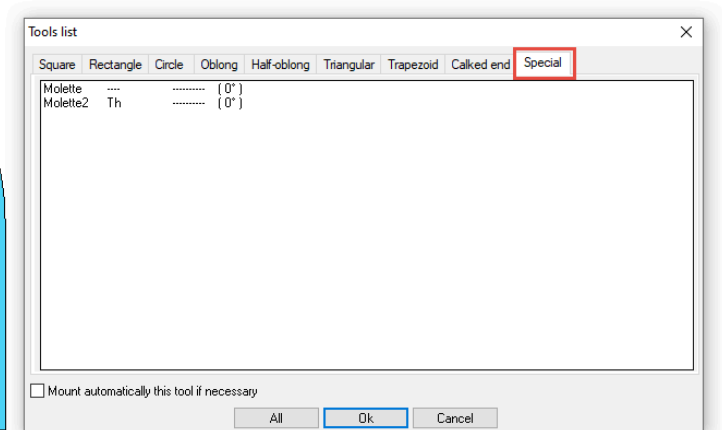 Tools list
Square Rectangle Circle Oblong Half-oblong Triangular Trapezoid Calked end Special
Molette ---- --------- ( 0° )
Molette2 Th --------- ( 0° )
Mount automatically this tool if necessary
All Ok Cancel